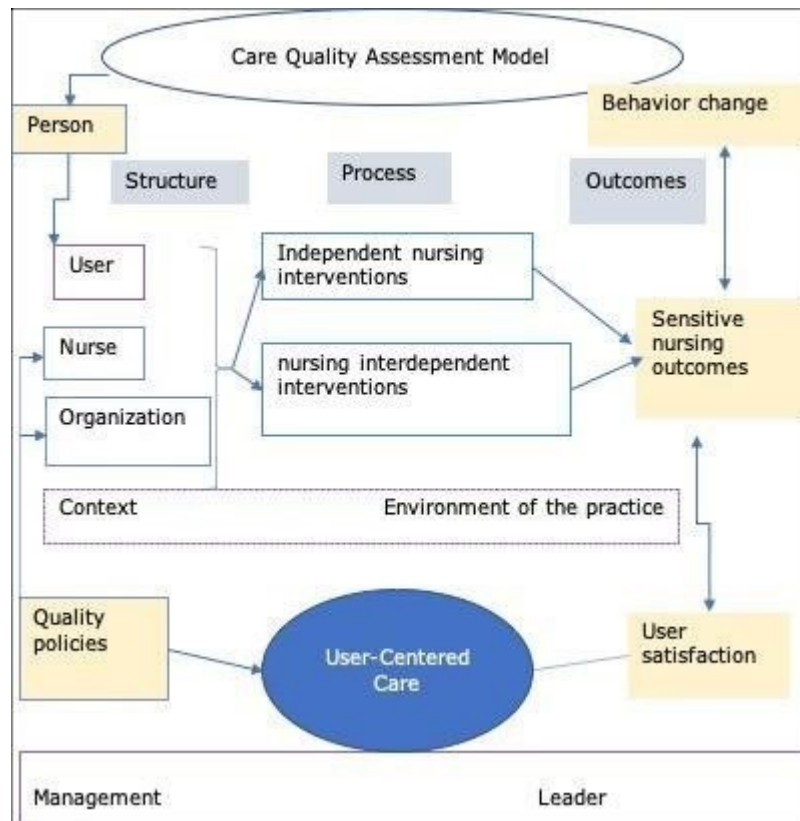 Care Quality Assessment Model
Behavior change
Person
Structure
Process
Outcomes
User
Independent nursing
interventions
Nurse
nursing interdependent
interventions
Sensitive
nursing
outcomes
Organization
Context
Environment of the practice
Quality
policies
User-Centered
Care
User
satisfaction
Management
Leader